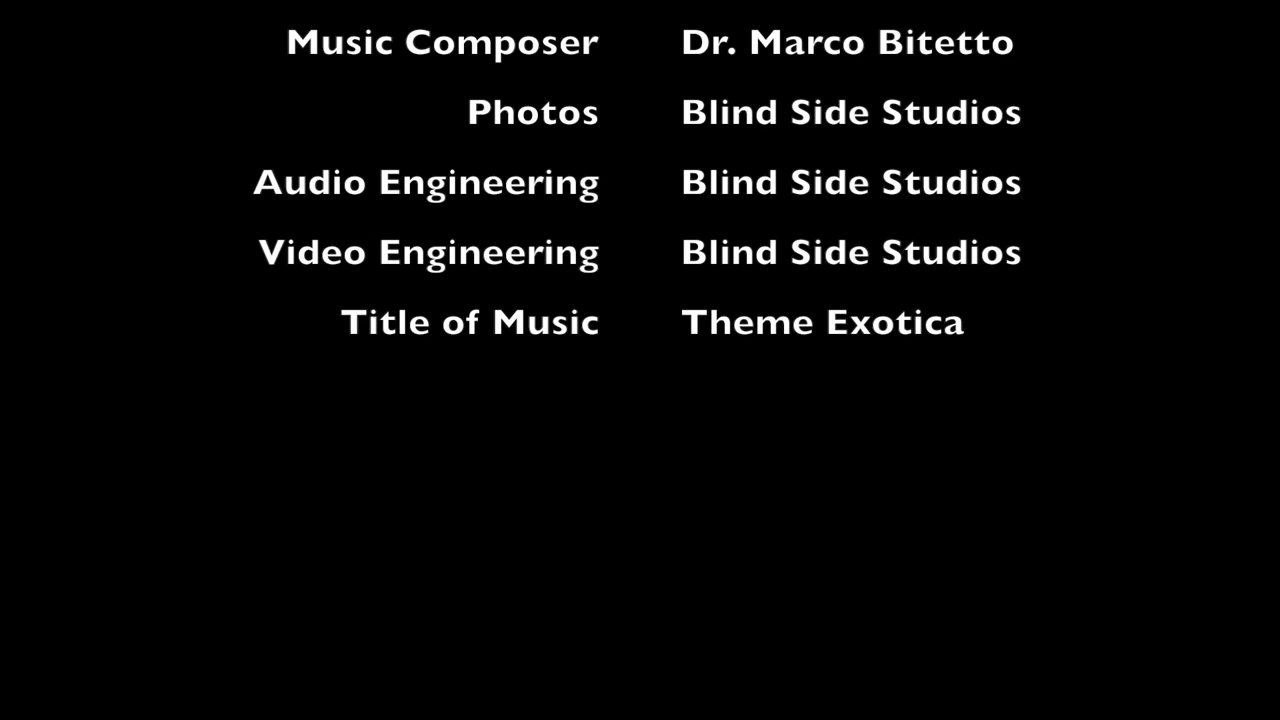 Music Composer Dr. Marco Bitetto
Photos Blind Side Studios
Audio Engineering Blind Side Studios
Video Engineering Blind Side Studios
Title of Music Theme Exotica